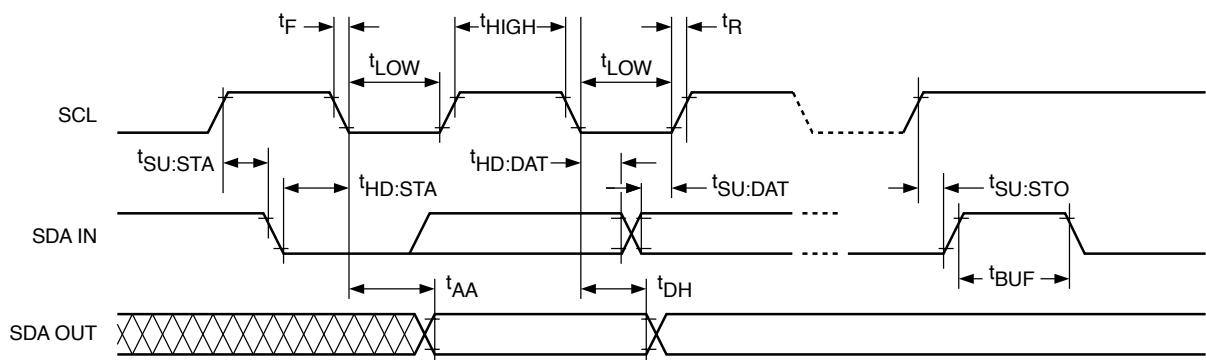 tF
tHIGH
tR
tLOW
tLOW
SCL
tSU:STA
tHD:STA
tHD:DAT
tSU:DAT
tSU:STO
SDA IN
tBUF
tAA
tDH
SDA OUT